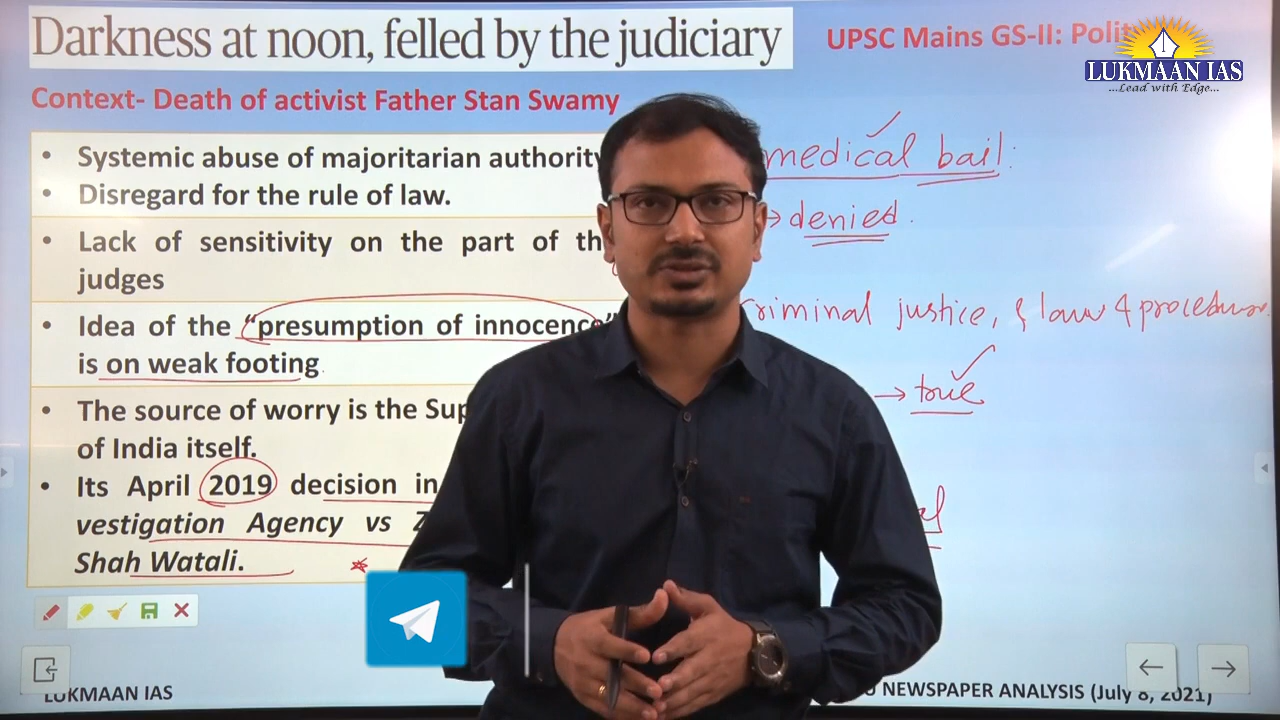 Darkness at noon, felled by the judiciary
UPSC Mains GS-II: Polit
LUKMAAN IAS
...Lead with Edge...
Context- Death of activist Father Stan Swamy
• Systemic abuse of majoritarian authority
• Disregard for the rule of law.
• Lack of sensitivity on the part of th
judges
• Idea of the "presumption of innocence"
is on weak footing
• The source of worry is the Sup
of India itself.
• Its April 2019 decision in
vestigation Agency vs Z
Shah Watali.
medical bail:
→ denied.
riminal justice, & law & procedure.
→ true
LUKMAAN IAS
U NEWSPAPER ANALYSIS (July 8, 2021)